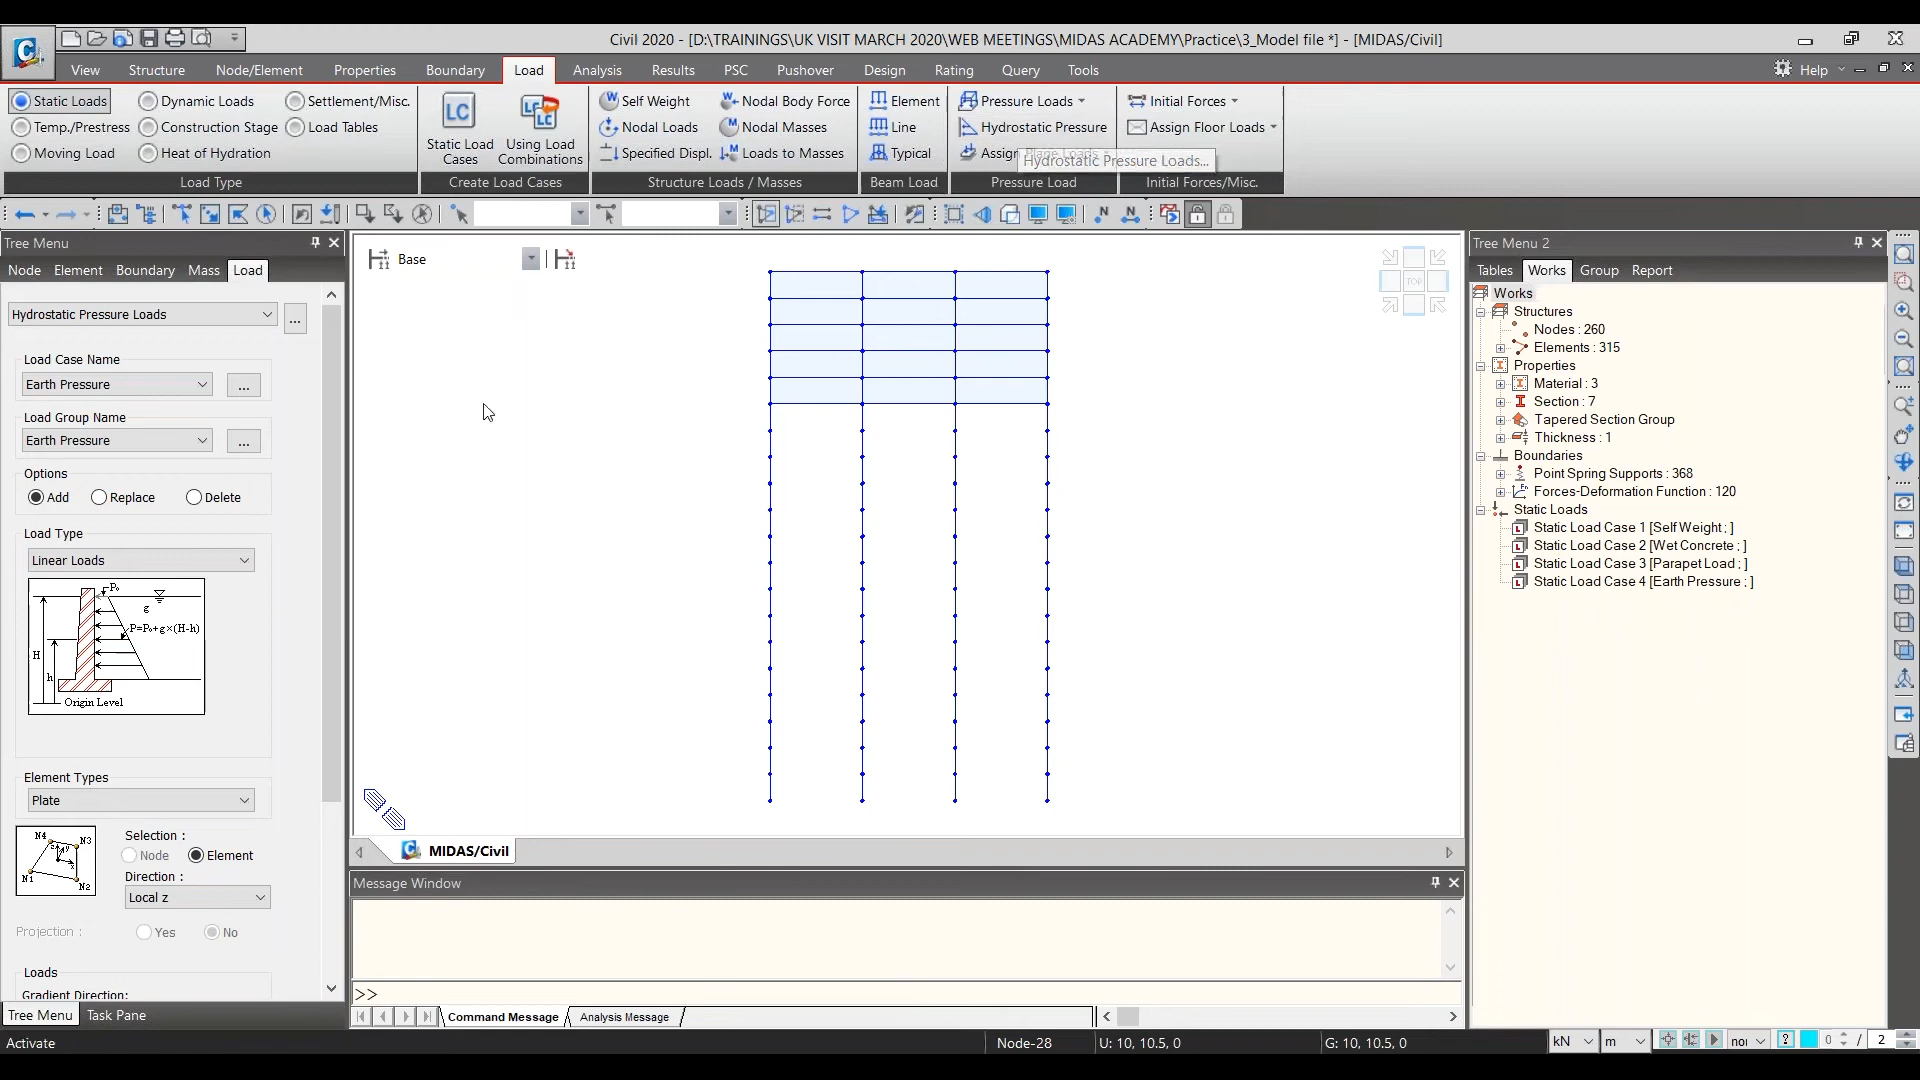 Civil 2020 - [D:\TRAININGS\UK VISIT MARCH 2020\WEB MEETINGS\MIDAS ACADEMY\Practice\3_Model file *] - [MIDAS/Civil]
View Structure Node/Element Properties Boundary Load Analysis Results PSC Pushover Design Rating Query Tools Help
Static Loads Dynamic Loads Settlement/Misc.
Temp./Prestress Construction Stage Load Tables
Moving Load Heat of Hydration
Load Type
LC
Static Load Cases
Using Load Combinations
Create Load Cases
Self Weight Nodal Body Force
Nodal Loads Nodal Masses
Specified Displ. Loads to Masses
Structure Loads / Masses
Element
Line
Typical
Beam Load
Pressure Loads
Hydrostatic Pressure
Assign Plane Loads
Hydrostatic Pressure Loads...
Pressure Load
Initial Forces
Assign Floor Loads
Initial Forces/Misc.
Tree Menu
Node Element Boundary Mass Load
Hydrostatic Pressure Loads
...
Load Case Name
Earth Pressure
...
Load Group Name
Earth Pressure
...
Options
Add Replace Delete
Load Type
Linear Loads
P₀
g
P=P₀+g×(H-h)
H
h
Origin Level
Element Types
Plate
N4 N3
N1 N2
Selection :
Node Element
Direction :
Local z
Projection : Yes No
Loads
Gradient Direction:
Tree Menu Task Pane
Base
TOP
MIDAS/Civil
Message Window
>>
Command Message Analysis Message
Tree Menu 2
Tables Works Group Report
Works
Structures
Nodes : 260
Elements : 315
Properties
Material : 3
Section : 7
Tapered Section Group
Thickness : 1
Boundaries
Point Spring Supports : 368
Forces-Deformation Function : 120
Static Loads
Static Load Case 1 [Self Weight ; ]
Static Load Case 2 [Wet Concrete ; ]
Static Load Case 3 [Parapet Load ; ]
Static Load Case 4 [Earth Pressure ; ]
Activate Node-28 U: 10, 10.5, 0 G: 10, 10.5, 0 kN m 0 / 2